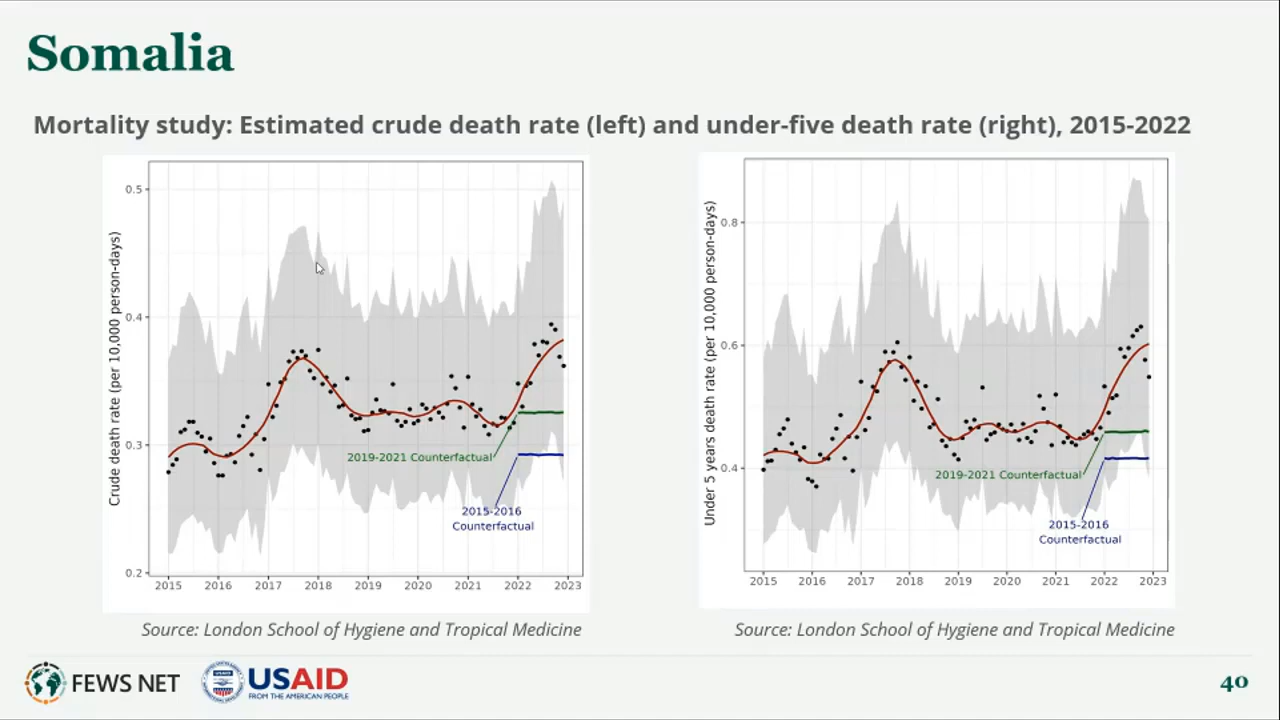 Somalia
Mortality study: Estimated crude death rate (left) and under-five death rate (right), 2015-2022
Crude death rate (per 10,000 person-days)
0.5
0.4
0.3
0.2
2019-2021 Counterfactual
2015-2016
Counterfactual
2015 2016 2017 2018 2019 2020 2021 2022 2023
Source: London School of Hygiene and Tropical Medicine
Under 5 years death rate (per 10,000 person-days)
0.8
0.6
0.4
2019-2021 Counterfactual
2015-2016
Counterfactual
2015 2016 2017 2018 2019 2020 2021 2022 2023
Source: London School of Hygiene and Tropical Medicine
FEWS NET
USAID
USAID
FROM THE AMERICAN PEOPLE
40